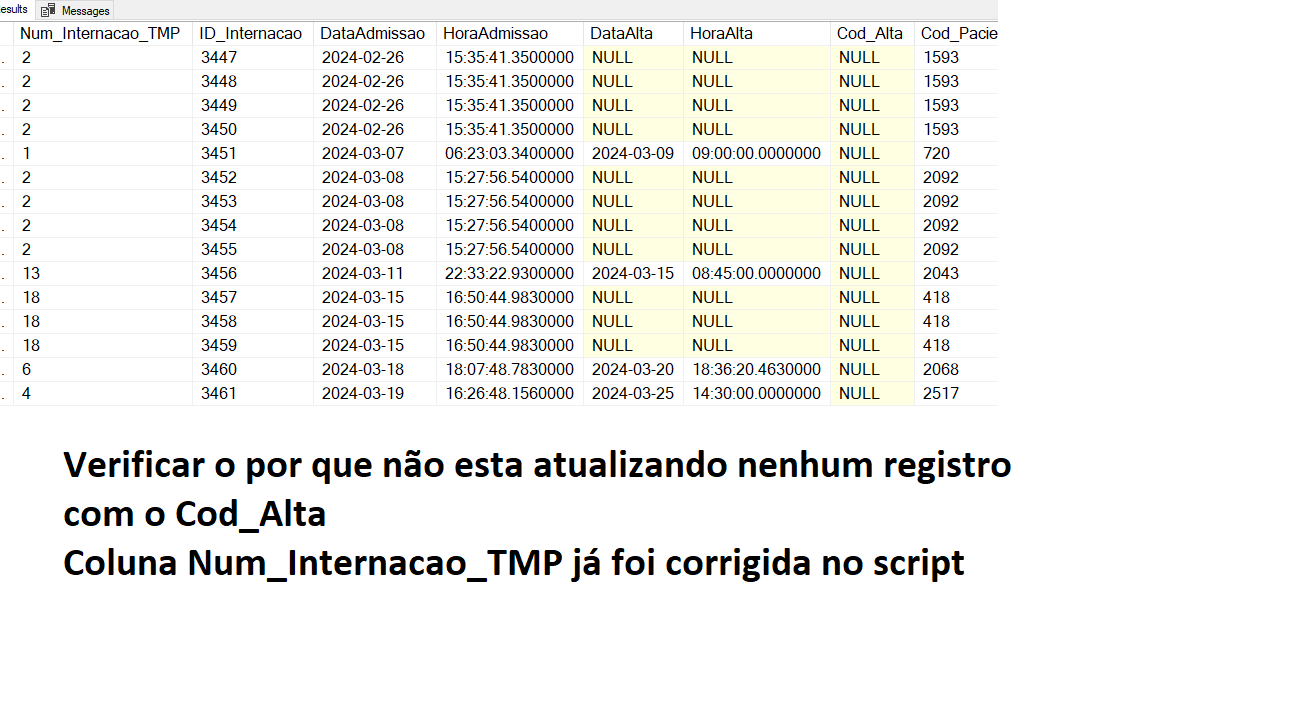 esults Messages
Num_Internacao_TMP ID_Internacao DataAdmissao HoraAdmissao DataAlta HoraAlta Cod_Alta Cod_Pacie
. 2 3447 2024-02-26 15:35:41.3500000 NULL NULL NULL 1593
. 2 3448 2024-02-26 15:35:41.3500000 NULL NULL NULL 1593
. 2 3449 2024-02-26 15:35:41.3500000 NULL NULL NULL 1593
. 2 3450 2024-02-26 15:35:41.3500000 NULL NULL NULL 1593
. 1 3451 2024-03-07 06:23:03.3400000 2024-03-09 09:00:00.0000000 NULL 720
. 2 3452 2024-03-08 15:27:56.5400000 NULL NULL NULL 2092
. 2 3453 2024-03-08 15:27:56.5400000 NULL NULL NULL 2092
. 2 3454 2024-03-08 15:27:56.5400000 NULL NULL NULL 2092
. 2 3455 2024-03-08 15:27:56.5400000 NULL NULL NULL 2092
. 13 3456 2024-03-11 22:33:22.9300000 2024-03-15 08:45:00.0000000 NULL 2043
. 18 3457 2024-03-15 16:50:44.9830000 NULL NULL NULL 418
. 18 3458 2024-03-15 16:50:44.9830000 NULL NULL NULL 418
. 18 3459 2024-03-15 16:50:44.9830000 NULL NULL NULL 418
. 6 3460 2024-03-18 18:07:48.7830000 2024-03-20 18:36:20.4630000 NULL 2068
. 4 3461 2024-03-19 16:26:48.1560000 2024-03-25 14:30:00.0000000 NULL 2517
Verificar o por que não esta atualizando nenhum registro
com o Cod_Alta
Coluna Num_Internacao_TMP já foi corrigida no script